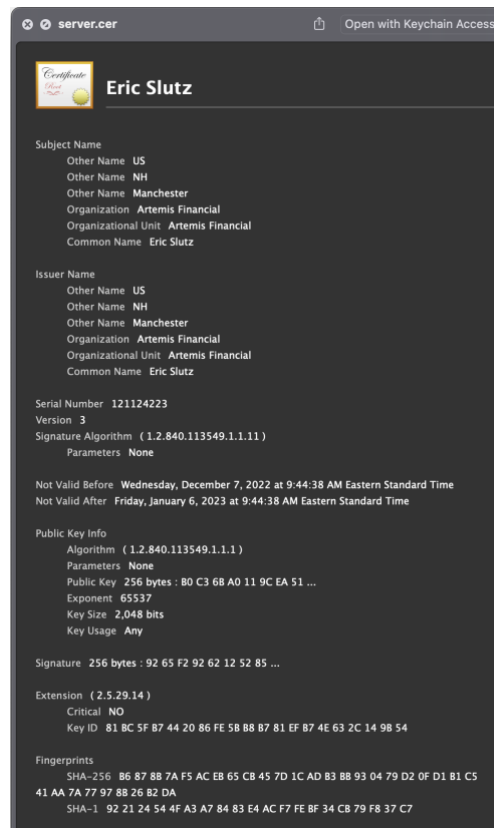 server.cer
Open with Keychain Access
Certificate
Root
Eric Slutz
Subject Name
Other Name US
Other Name NH
Other Name Manchester
Organization Artemis Financial
Organizational Unit Artemis Financial
Common Name Eric Slutz
Issuer Name
Other Name US
Other Name NH
Other Name Manchester
Organization Artemis Financial
Organizational Unit Artemis Financial
Common Name Eric Slutz
Serial Number 121124223
Version 3
Signature Algorithm ( 1.2.840.113549.1.1.11 )
Parameters None
Not Valid Before Wednesday, December 7, 2022 at 9:44:38 AM Eastern Standard Time
Not Valid After Friday, January 6, 2023 at 9:44:38 AM Eastern Standard Time
Public Key Info
Algorithm ( 1.2.840.113549.1.1.1 )
Parameters None
Public Key 256 bytes : B0 C3 6B A0 11 9C EA 51 ...
Exponent 65537
Key Size 2,048 bits
Key Usage Any
Signature 256 bytes : 92 65 F2 92 62 12 52 85 ...
Extension ( 2.5.29.14 )
Critical NO
Key ID 81 BC 5F B7 44 20 86 FE 5B B8 B7 81 EF B7 4E 63 2C 14 9B 54
Fingerprints
SHA-256 B6 87 8B 7A F5 AC EB 65 CB 45 7D 1C AD B3 BB 93 04 79 D2 0F D1 B1 C5
41 AA 7A 77 97 8B 26 B2 DA
SHA-1 92 21 24 54 4F A3 A7 84 83 E4 AC F7 FE BF 34 CB 79 F8 37 C7